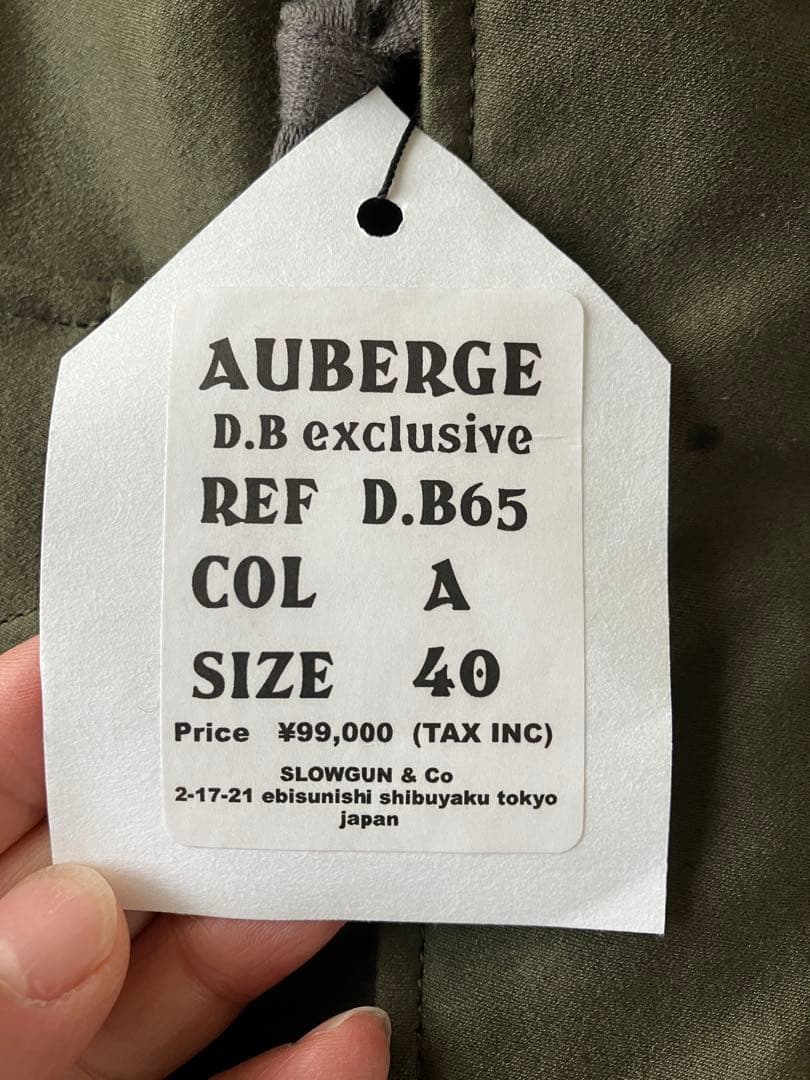 AUBERGE
D.B exclusive
REF D.B65
COL A
SIZE 40
Price ¥99,000 (TAX INC)
SLOWGUN & Co
2-17-21 ebisunishi shibuyaku tokyo
japan